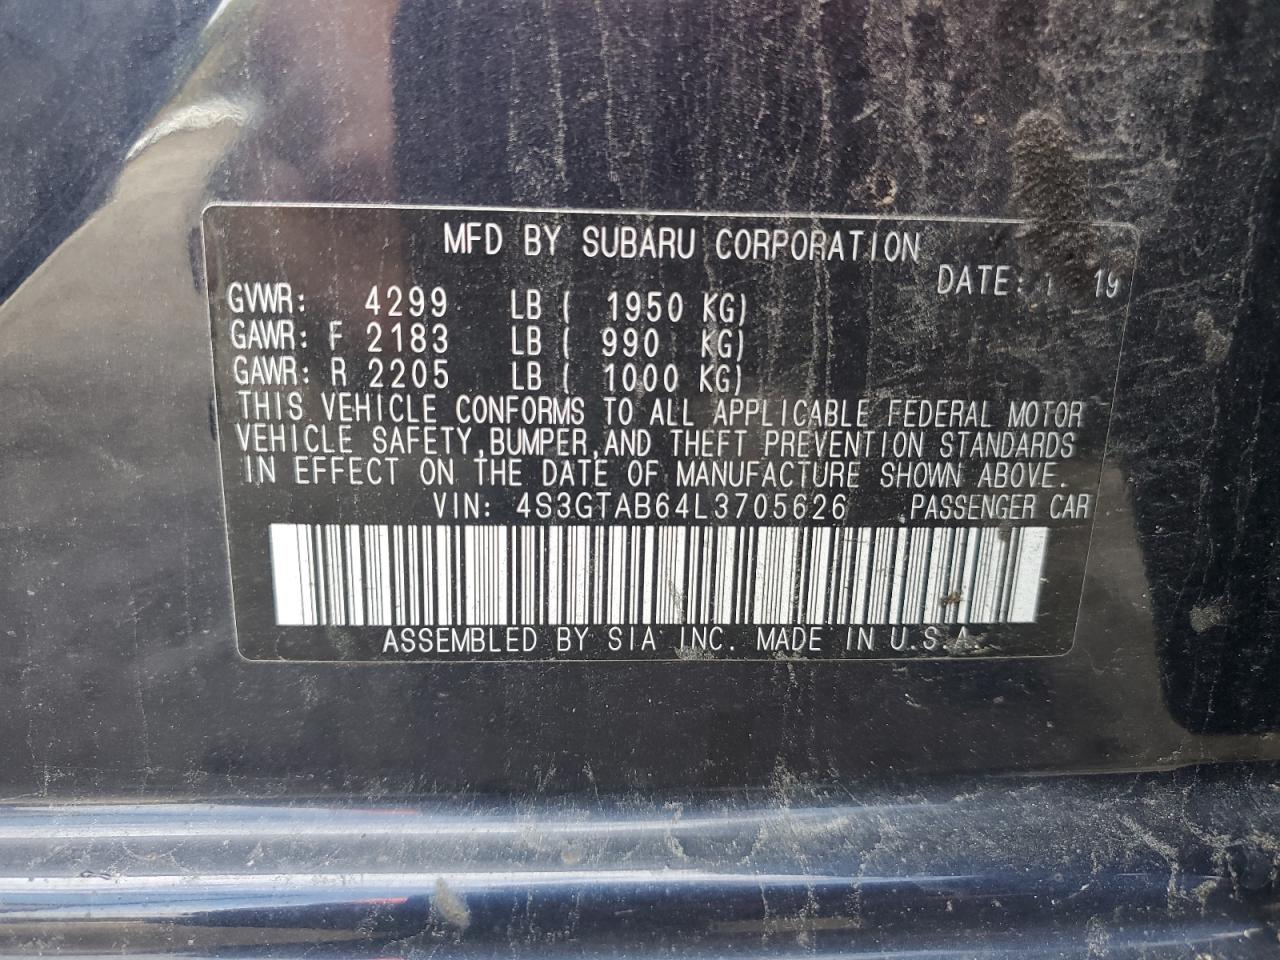 MFD BY SUBARU CORPORATION
DATE: 19
GVWR: 4299 LB ( 1950 KG)
GAWR: F 2183 LB ( 990 KG)
GAWR: R 2205 LB ( 1000 KG)
THIS VEHICLE CONFORMS TO ALL APPLICABLE FEDERAL MOTOR
VEHICLE SAFETY,BUMPER,AND THEFT PREVENTION STANDARDS
IN EFFECT ON THE DATE OF MANUFACTURE SHOWN ABOVE.
VIN: 4S3GTAB64L3705626 PASSENGER CAR
ASSEMBLED BY SIA INC. MADE IN U.S.A.